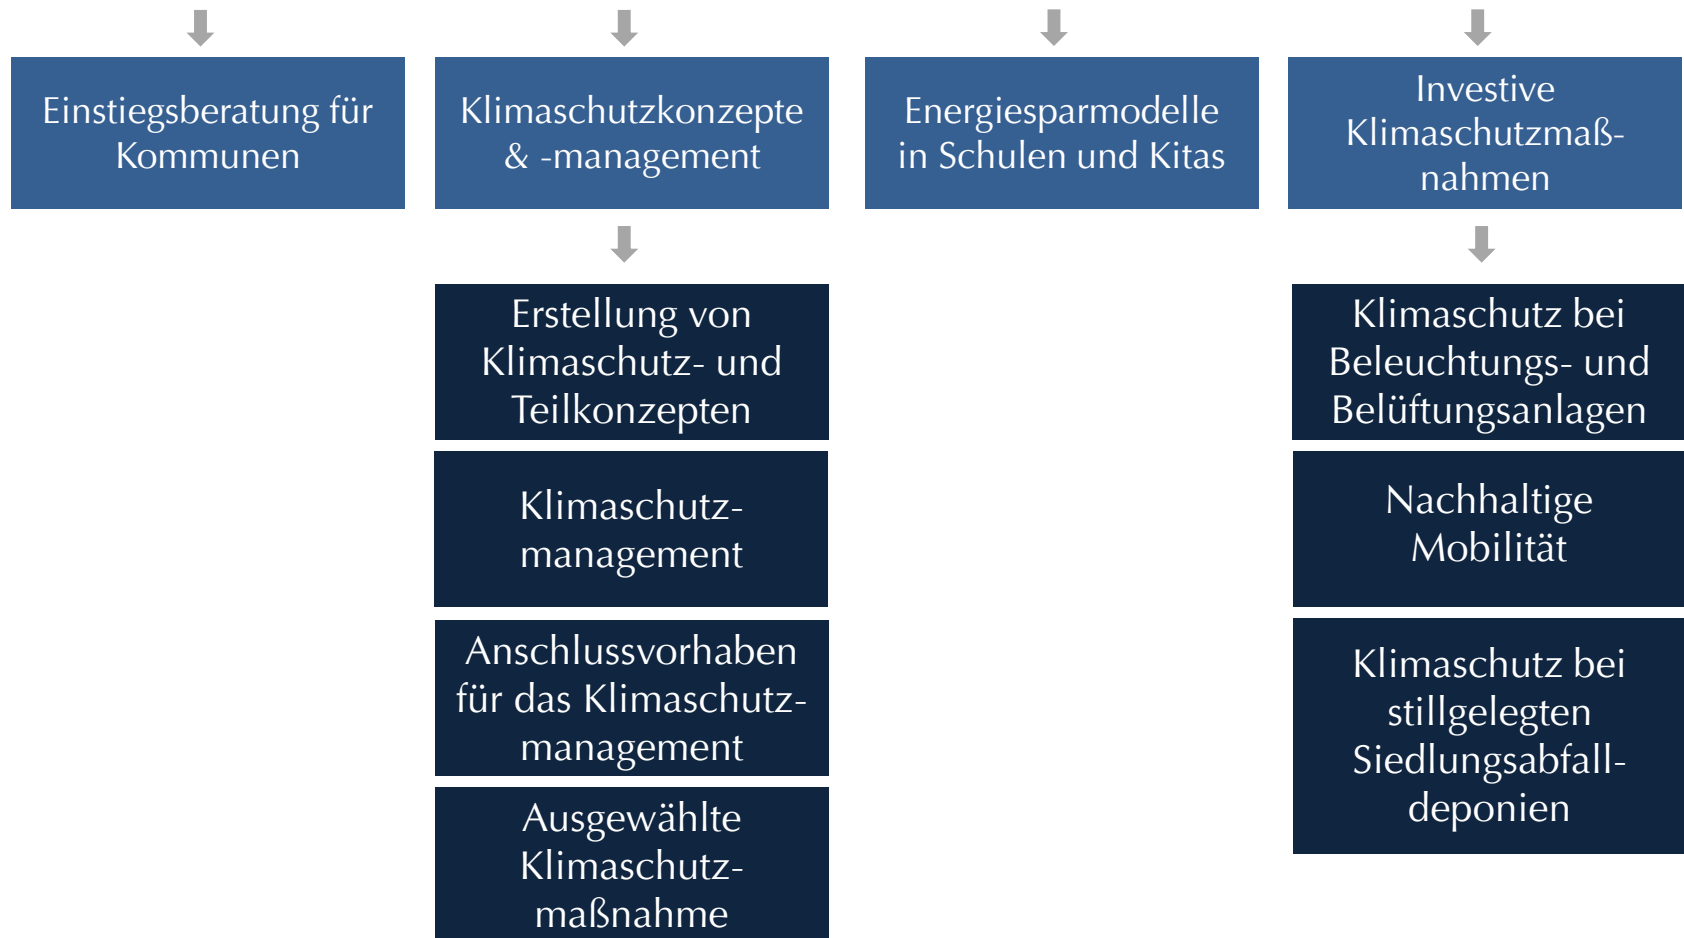 Einstiegsberatung für
Kommunen
Klimaschutzkonzepte
& -management
Energiesparmodelle
in Schulen und Kitas
Investive
Klimaschutzmaß-
nahmen
Erstellung von
Klimaschutz- und
Teilkonzepten
Klimaschutz-
management
Anschlussvorhaben
für das Klimaschutz-
management
Ausgewählte
Klimaschutz-
maßnahme
Klimaschutz bei
Beleuchtungs- und
Belüftungsanlagen
Nachhaltige
Mobilität
Klimaschutz bei
stillgelegten
Siedlungsabfall-
deponien